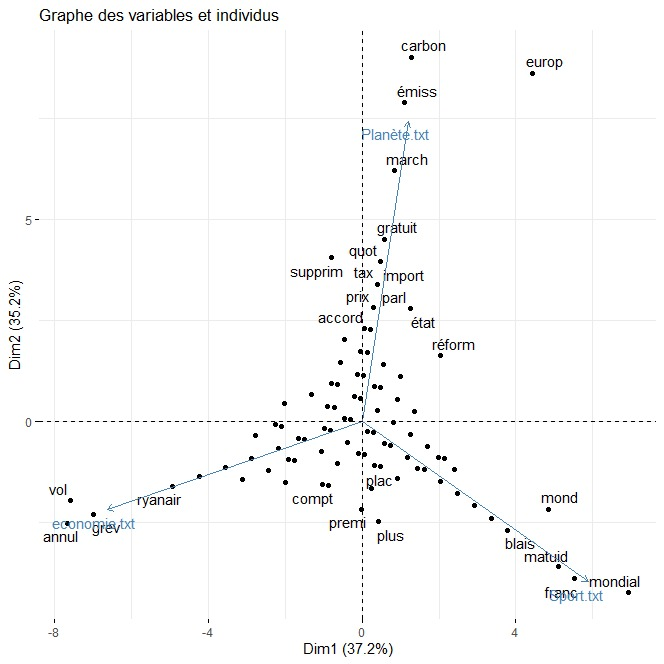 Graphe des variables et individus
carbon
europ
émiss
Planète.txt
march
gratuit
quot
supprim
tax
import
prix
parl
accord
état
réform
5
0
Dim2 (35.2%)
plac
vol
ryanair
compt
mond
economie.txt
grev
premi
annul
plus
blais
matuid
mondial
franc
Sport.txt
-8
-4
0
4
Dim1 (37.2%)